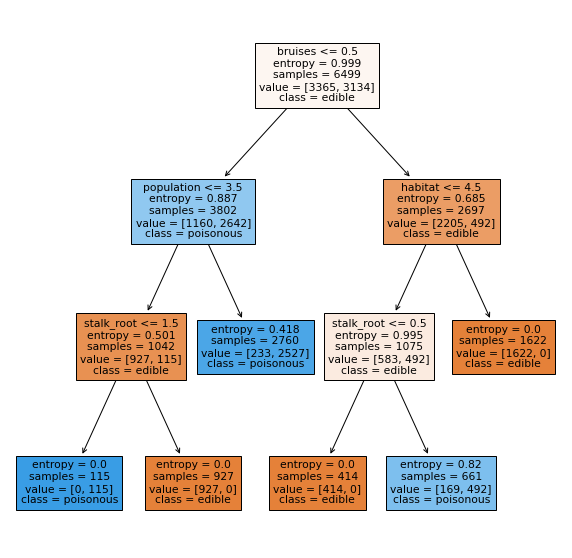 bruises <= 0.5
entropy = 0.999
samples = 6499
value = [3365, 3134]
class = edible
population <= 3.5
entropy = 0.887
samples = 3802
value = [1160, 2642]
class = poisonous
habitat <= 4.5
entropy = 0.685
samples = 2697
value = [2205, 492]
class = edible
stalk_root <= 1.5
entropy = 0.501
samples = 1042
value = [927, 115]
class = edible
entropy = 0.418
samples = 2760
value = [233, 2527]
class = poisonous
stalk_root <= 0.5
entropy = 0.995
samples = 1075
value = [583, 492]
class = edible
entropy = 0.0
samples = 1622
value = [1622, 0]
class = edible
entropy = 0.0
samples = 115
value = [0, 115]
class = poisonous
entropy = 0.0
samples = 927
value = [927, 0]
class = edible
entropy = 0.0
samples = 414
value = [414, 0]
class = edible
entropy = 0.82
samples = 661
value = [169, 492]
class = poisonous